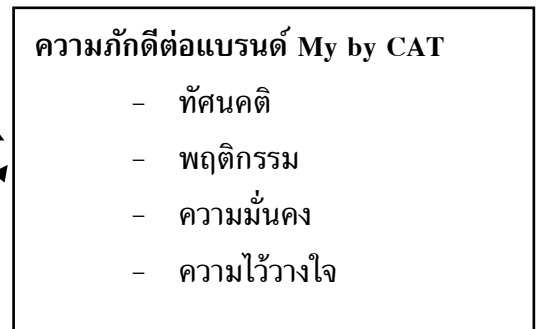 ความภักดีต่อแบรนด์ My by CAT
- ทัศนคติ
- พฤติกรรม
- ความมั่นคง
- ความไว้วางใจ